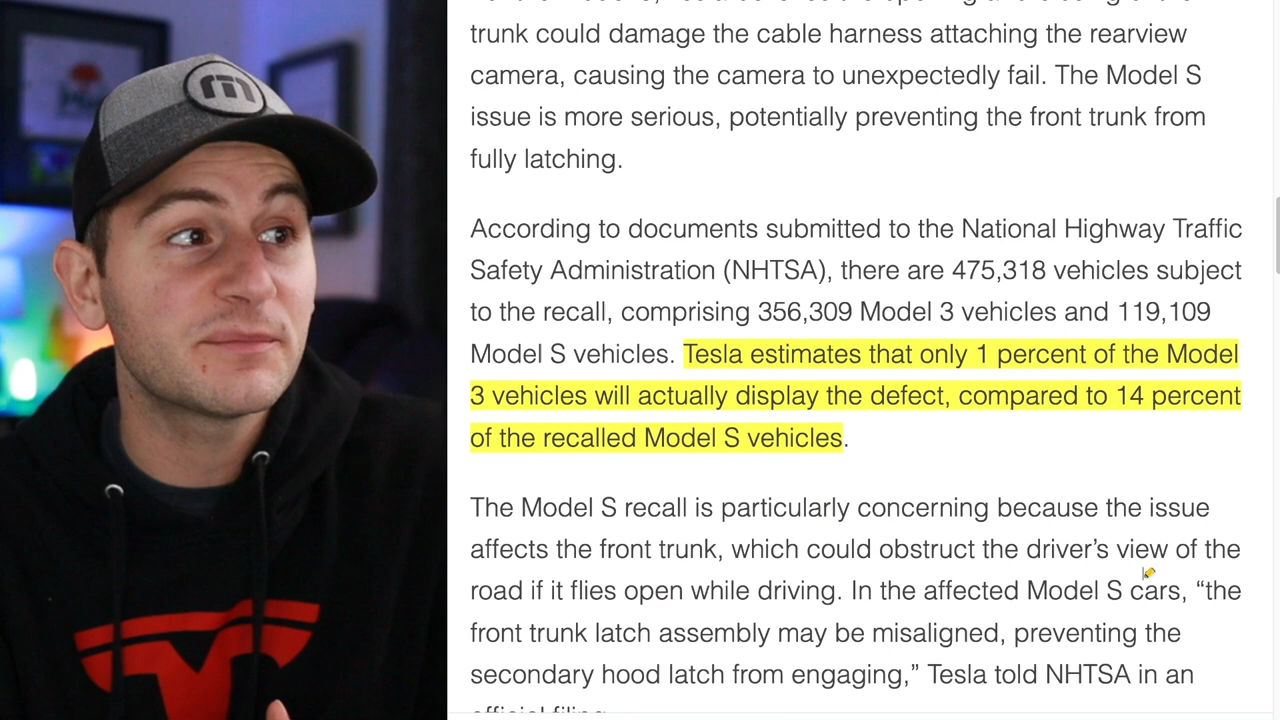 trunk could damage the cable harness attaching the rearview
camera, causing the camera to unexpectedly fail. The Model S
issue is more serious, potentially preventing the front trunk from
fully latching.
According to documents submitted to the National Highway Traffic
Safety Administration (NHTSA), there are 475,318 vehicles subject
to the recall, comprising 356,309 Model 3 vehicles and 119,109
Model S vehicles. Tesla estimates that only 1 percent of the Model
3 vehicles will actually display the defect, compared to 14 percent
of the recalled Model S vehicles.
The Model S recall is particularly concerning because the issue
affects the front trunk, which could obstruct the driver’s view of the
road if it flies open while driving. In the affected Model S cars, “the
front trunk latch assembly may be misaligned, preventing the
secondary hood latch from engaging,” Tesla told NHTSA in an
official filing.